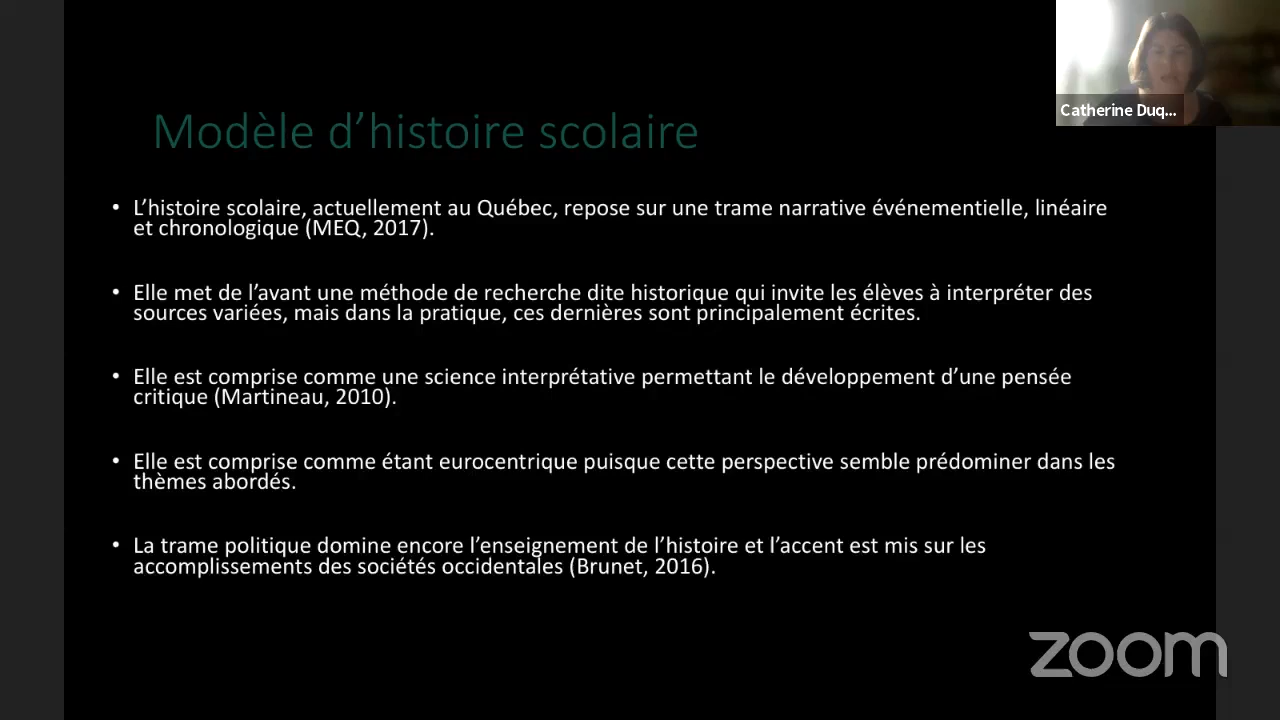 Catherine Duq...
Modèle d’histoire scolaire
• L’histoire scolaire, actuellement au Québec, repose sur une trame narrative événementielle, linéaire
et chronologique (MEQ, 2017).
• Elle met de l’avant une méthode de recherche dite historique qui invite les élèves à interpréter des
sources variées, mais dans la pratique, ces dernières sont principalement écrites.
• Elle est comprise comme une science interprétative permettant le développement d’une pensée
critique (Martineau, 2010).
• Elle est comprise comme étant eurocentrique puisque cette perspective semble prédominer dans les
thèmes abordés.
• La trame politique domine encore l’enseignement de l’histoire et l’accent est mis sur les
accomplissements des sociétés occidentales (Brunet, 2016).
zoom